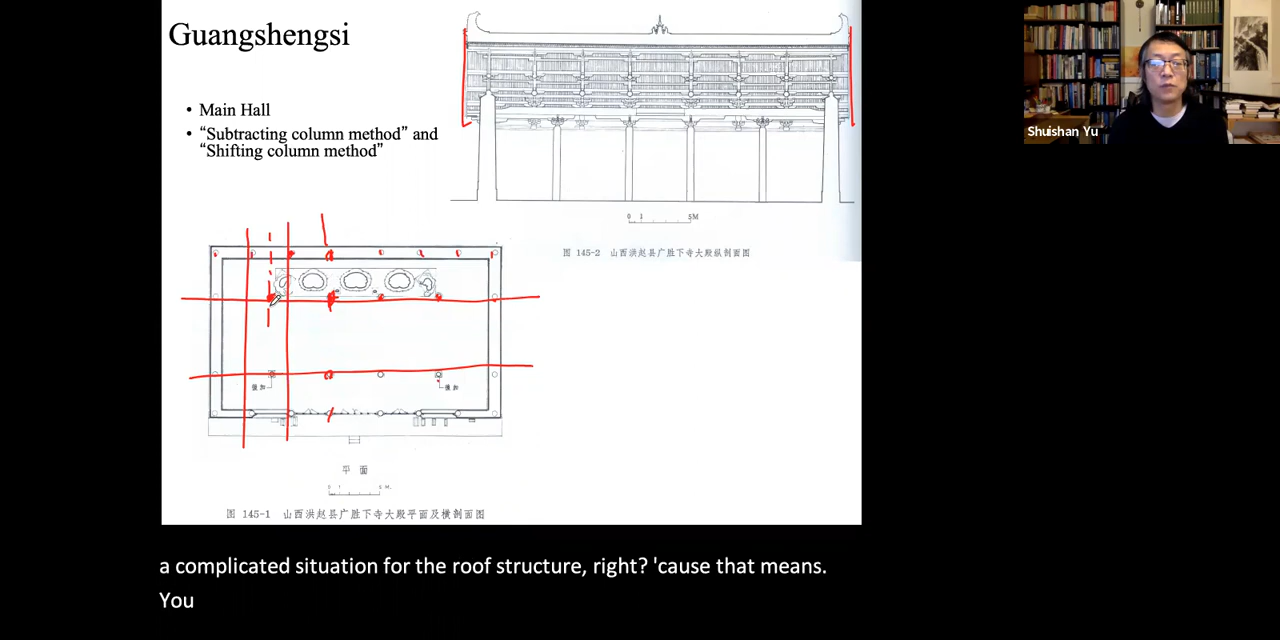 Guangshengsi
• Main Hall
• “Subtracting column method” and
“Shifting column method”
0 1 5M
图 145-2 山西洪赵县广胜下寺大殿纵剖面图
Shuishan Yu
平 面
图 145-1 山西洪赵县广胜下寺大殿平面及横剖面图
a complicated situation for the roof structure, right? 'cause that means.
You